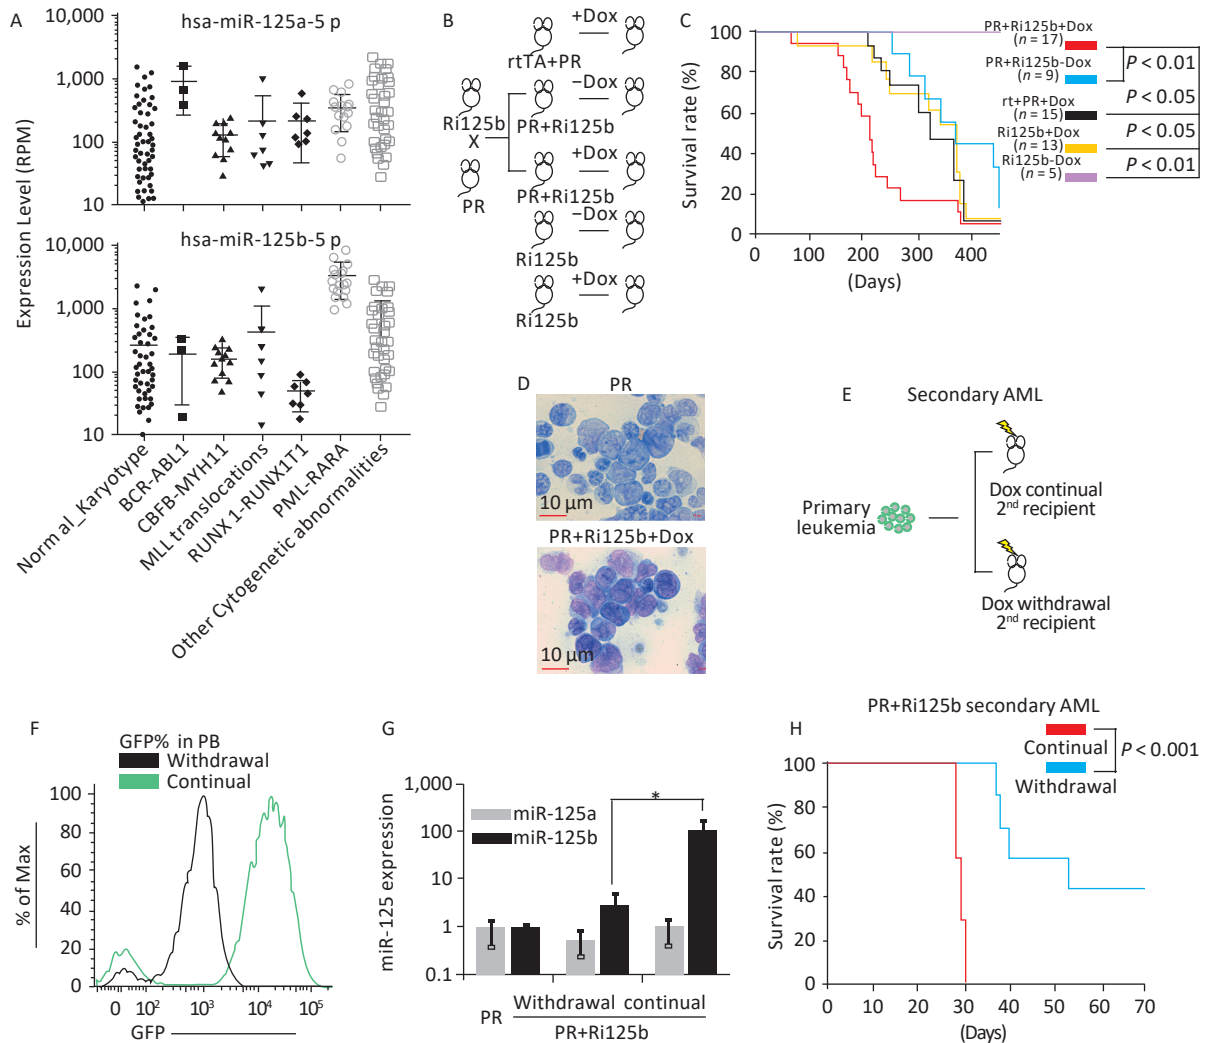 A
hsa-miR-125a-5 p
10,000
1,000
100
10
Expression Level (RPM)
hsa-miR-125b-5 p
10,000
1,000
100
10
Norm al_Karyotype
BCR-ABL1
CBFB-MYH11
MLL translocations
RUNX 1-RUNX1T1
PML-RARA
Other Cytogenetic abnormalities
B
+Dox
rtTA+PR
−Dox
Ri125b
X
PR+Ri125b
+Dox
PR
PR+Ri125b
−Dox
Ri125b
+Dox
Ri125b
C
Survival rate (%)
100
80
60
40
20
0
0
100
200
300
400
(Days)
PR+Ri125b+Dox
(n = 17)
PR+Ri125b-Dox
(n = 9)
rt+PR+Dox
(n = 15)
Ri125b+Dox
(n = 13)
Ri125b-Dox
(n = 5)
P < 0.01
P < 0.05
P < 0.05
P < 0.01
D
PR
10 µm
PR+Ri125b+Dox
10 µm
E
Secondary AML
Primary
leukemia
Dox continual
2nd recipient
Dox withdrawal
2nd recipient
F
GFP% in PB
Withdrawal
Continual
% of Max
100
80
60
40
20
0
0
10²
10³
10⁴
10⁵
GFP
G
miR-125 expression
1,000
100
10
1
0.1
miR-125a
miR-125b
*
PR
Withdrawal continual
PR+Ri125b
H
PR+Ri125b secondary AML
Continual
Withdrawal
P < 0.001
Survival rate (%)
100
80
60
40
20
0
0
10
20
30
40
50
60
70
(Days)